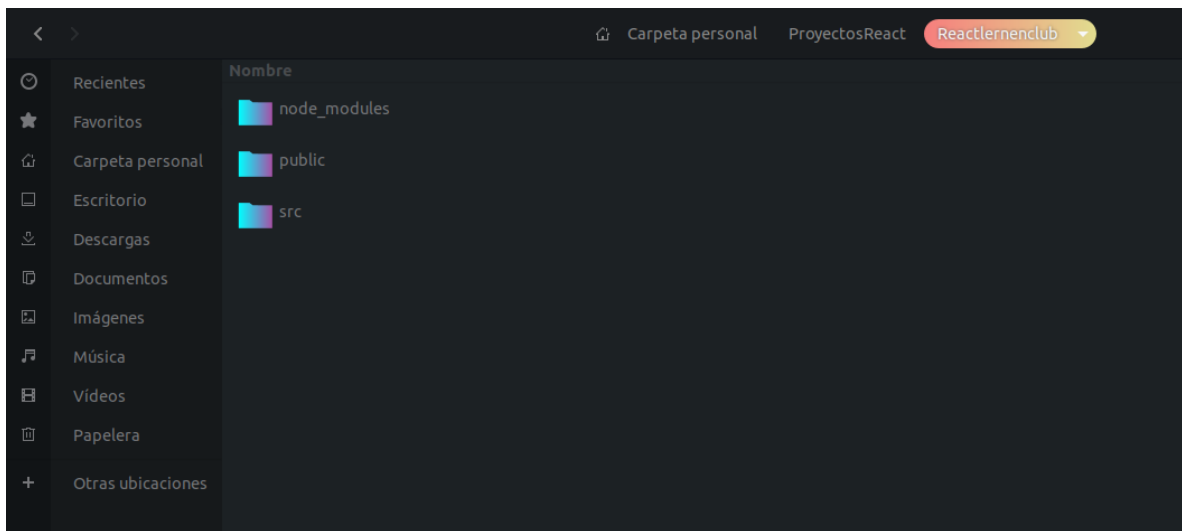 Carpeta personal ProyectosReact Reactlernenclub
Nombre
Recientes
Favoritos
Carpeta personal
Escritorio
Descargas
Documentos
Imágenes
Música
Vídeos
Papelera
Otras ubicaciones
node_modules
public
src